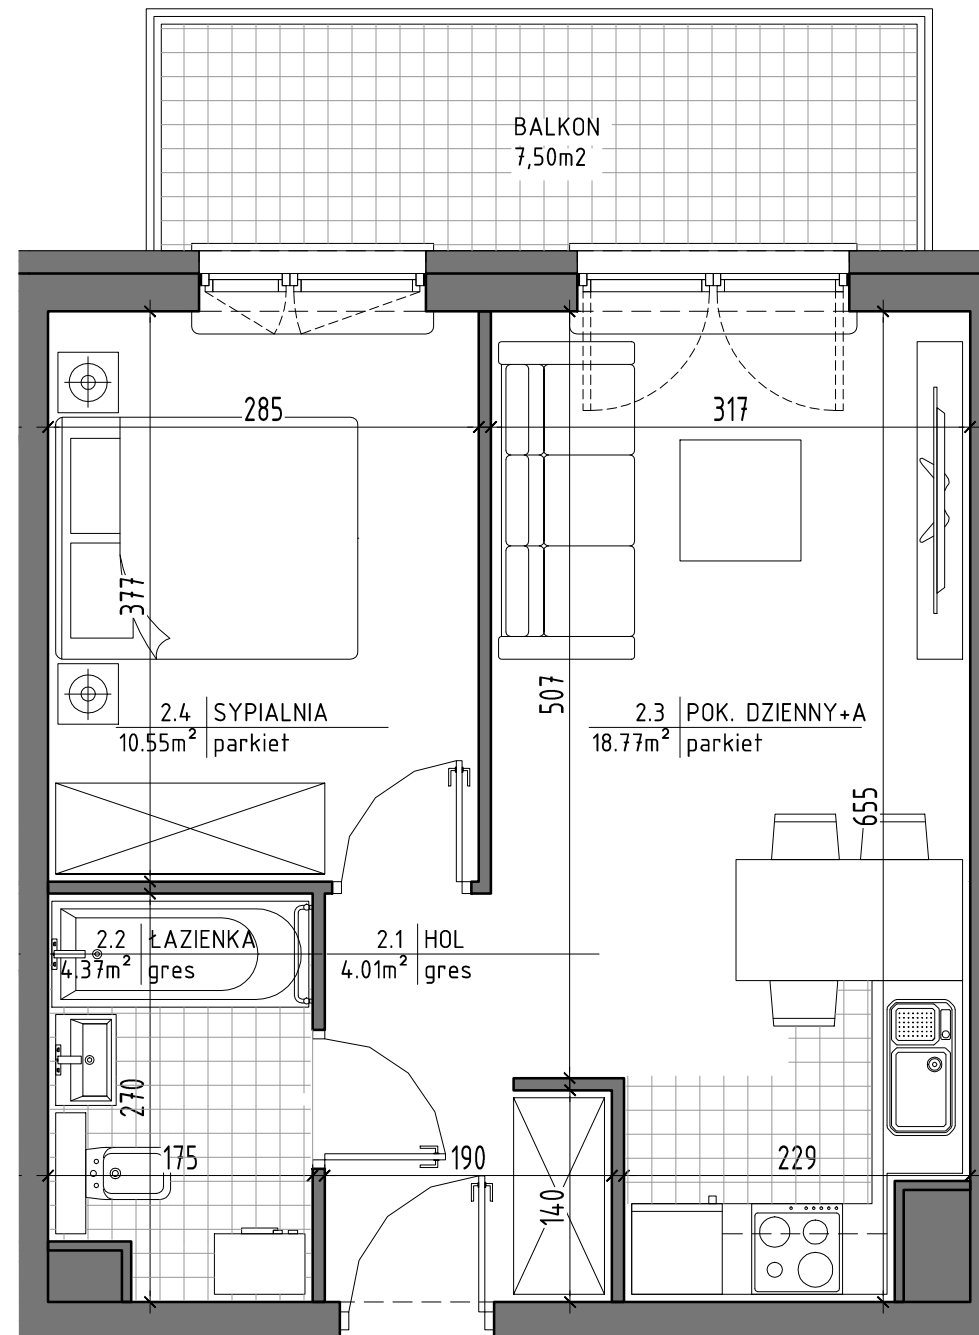 BALKON
7,50m2
285
317
377
507
2.4 SYPIALNIA
10.55m² parkiet
2.3 POK. DZIENNY+A
18.77m² parkiet
655
2.2 ŁAZIENKA
4.37m² gres
2.1 HOL
4.01m² gres
270
175
190
229
140